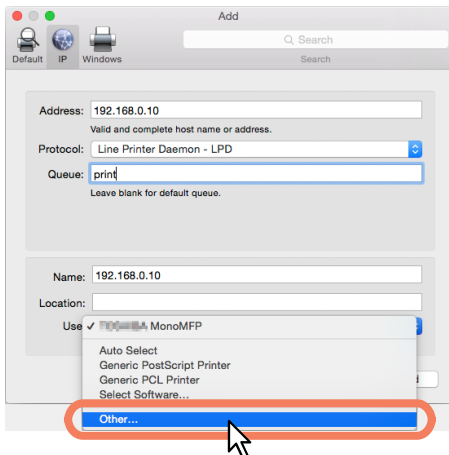 Add
Search
Default IP Windows Search
Address: 192.168.0.10
Valid and complete host name or address.
Protocol: Line Printer Daemon - LPD
Queue: print
Leave blank for default queue.
Name: 192.168.0.10
Location:
Use ✓ MonoMFP
Auto Select
Generic PostScript Printer
Generic PCL Printer
Select Software...
Other...